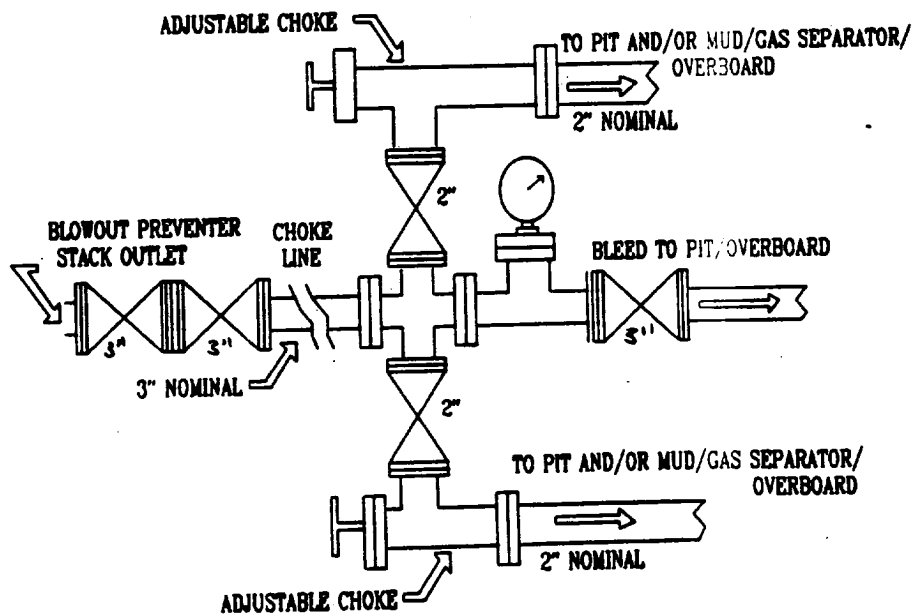 ADJUSTABLE CHOKE
TO PIT AND/OR MUD/GAS SEPARATOR/
OVERBOARD
2" NOMINAL
2"
BLOWOUT PREVENTER
STACK OUTLET
CHOKE
LINE
BLEED TO PIT/OVERBOARD
3"
3"
3"
3" NOMINAL
2"
TO PIT AND/OR MUD/GAS SEPARATOR/
OVERBOARD
2" NOMINAL
ADJUSTABLE CHOKE